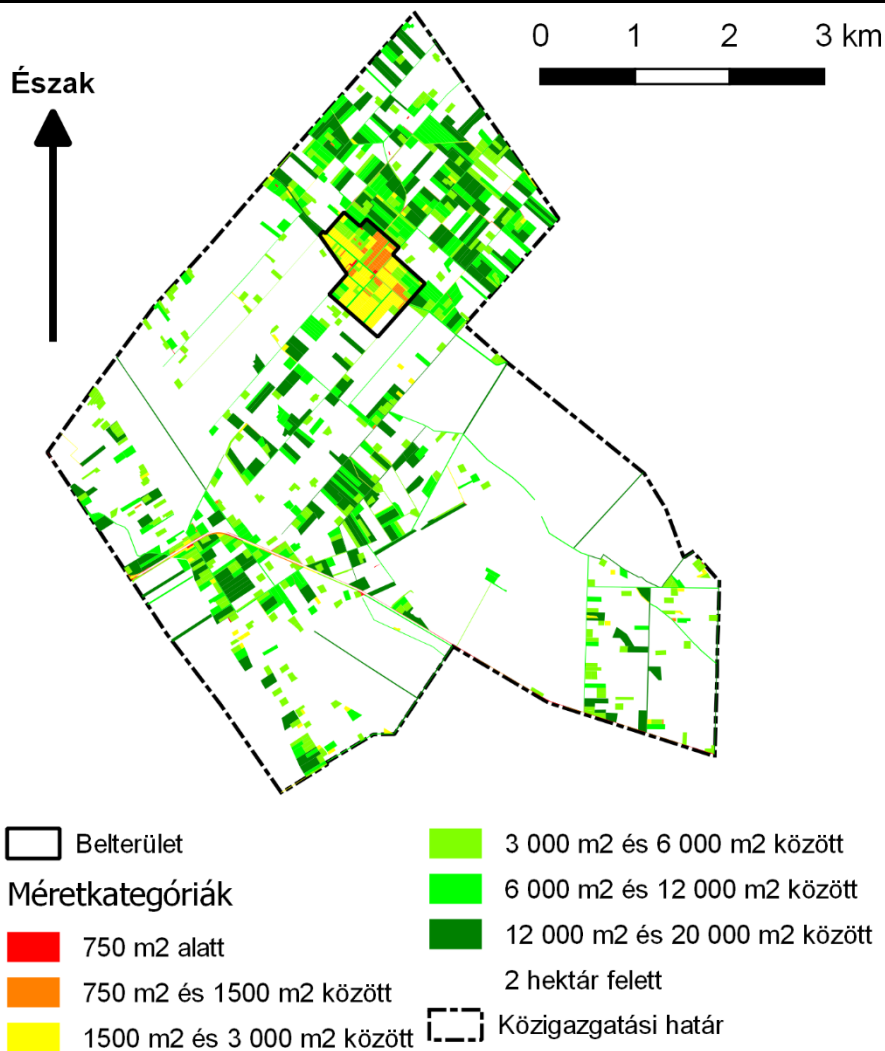 0 1 2 3 km
Észak
Belterület
Méretkategóriák
750 m2 alatt
750 m2 és 1500 m2 között
1500 m2 és 3 000 m2 között
3 000 m2 és 6 000 m2 között
6 000 m2 és 12 000 m2 között
12 000 m2 és 20 000 m2 között
2 hektár felett
Közigazgatási határ